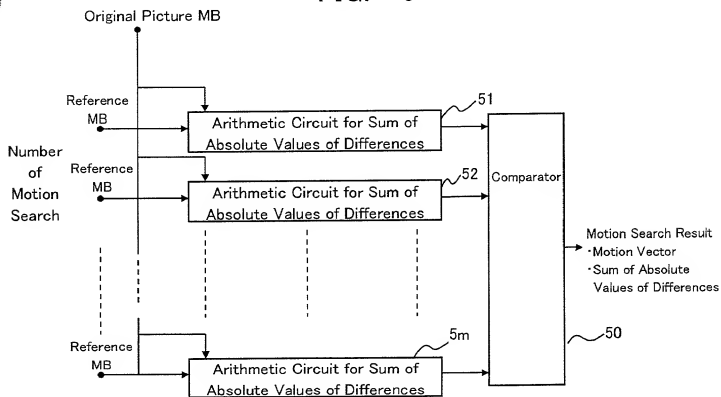 Original Picture MB
Reference
MB
51
Arithmetic Circuit for Sum of
Absolute Values of Differences
Number
of
Motion
Search
Reference
MB
52
Arithmetic Circuit for Sum of
Absolute Values of Differences
Comparator
Motion Search Result
・Motion Vector
・Sum of Absolute
Values of Differences
Reference
MB
5m
Arithmetic Circuit for Sum of
Absolute Values of Differences
50